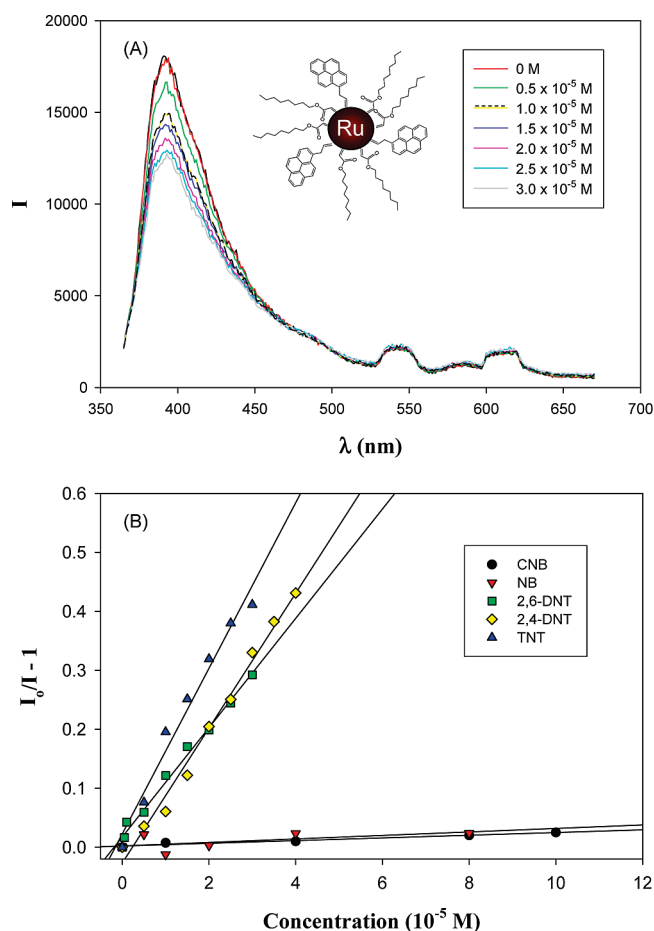 (A)
20000
15000
10000
5000
0
I
350
400
450
500
550
600
650
700
λ (nm)
Ru
O
O
O
O
O
O
O
O
O
O
O
O
0 M
0.5 x 10⁻⁵ M
1.0 x 10⁻⁵ M
1.5 x 10⁻⁵ M
2.0 x 10⁻⁵ M
2.5 x 10⁻⁵ M
3.0 x 10⁻⁵ M
(B)
0.6
0.5
0.4
0.3
0.2
0.1
0.0
Iₒ/I - 1
0
2
4
6
8
10
12
Concentration (10⁻⁵ M)
CNB
NB
2,6-DNT
2,4-DNT
TNT